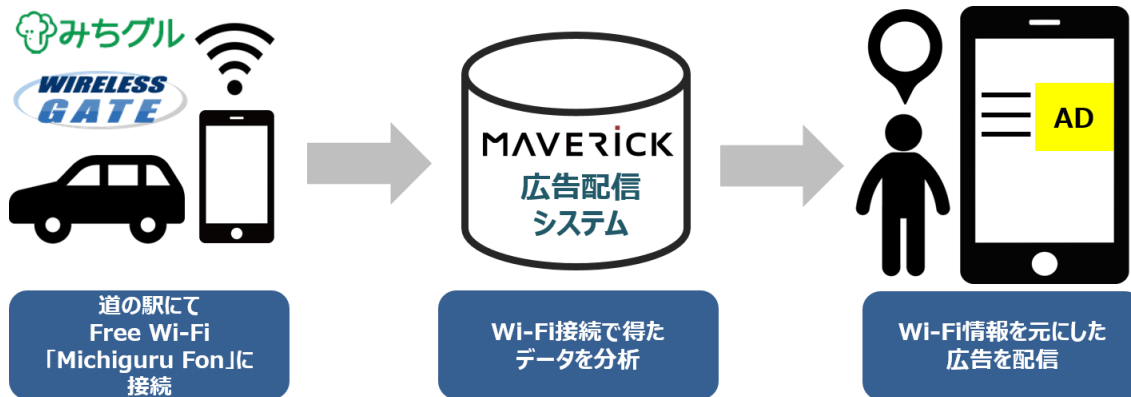 みちグル
WIRELESS
GATE
MAVERICK
広告配信
システム
AD
道の駅にて
Free Wi-Fi
「Michiguru Fon」に
接続
Wi-Fi接続で得た
データを分析
Wi-Fi情報を元にした
広告を配信